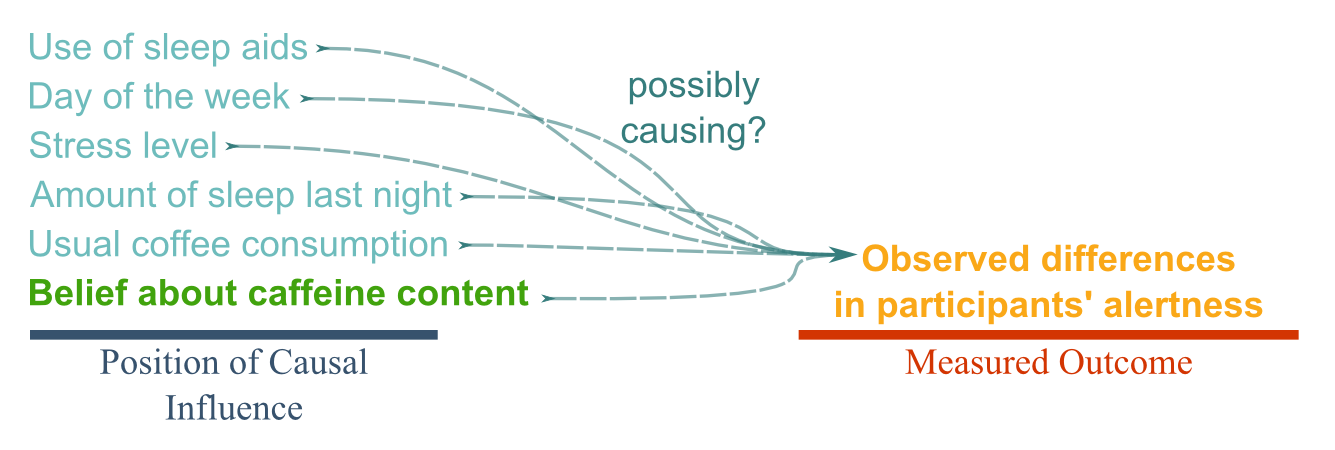 Use of sleep aids
Day of the week
Stress level
Amount of sleep last night
Usual coffee consumption
Belief about caffeine content
Position of Causal
Influence
possibly
causing?
Observed differences
in participants' alertness
Measured Outcome